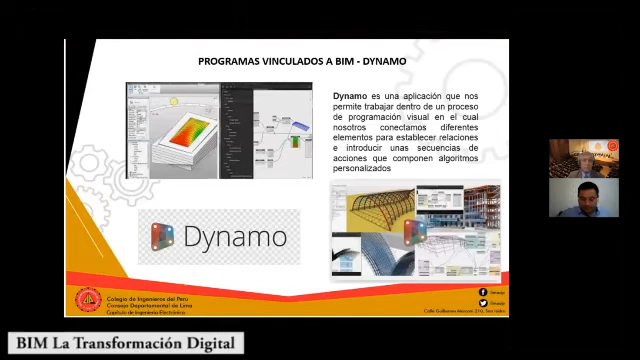 PROGRAMAS VINCULADOS A BIM - DYNAMO
Dynamo es una aplicación que nos
permite trabajar dentro de un proceso
de programación visual en el cual
nosotros conectamos diferentes
elementos para establecer relaciones
e introducir unas secuencias de
acciones que componen algoritmos
personalizados
Dynamo
Colegio de Ingenieros del Perú
Consejo Departamental de Lima
Capítulo de Ingeniería Electrónica
BIM La Transformación Digital